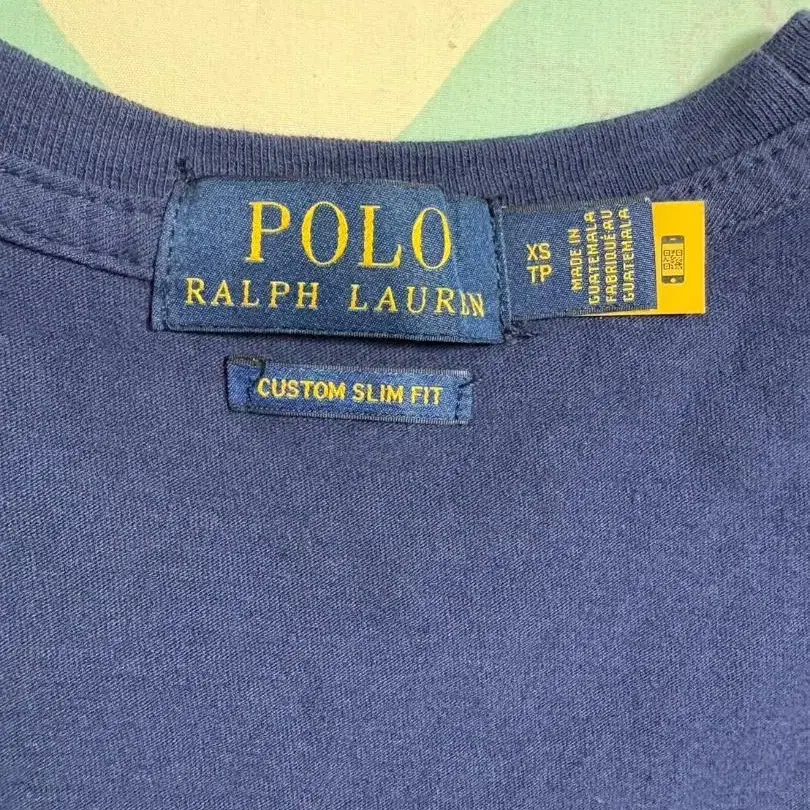 POLO
RALPH LAUREN
XS
TP
MADE IN
GUATEMALA
FABRIQUÉ AU
GUATEMALA
CUSTOM SLIM FIT